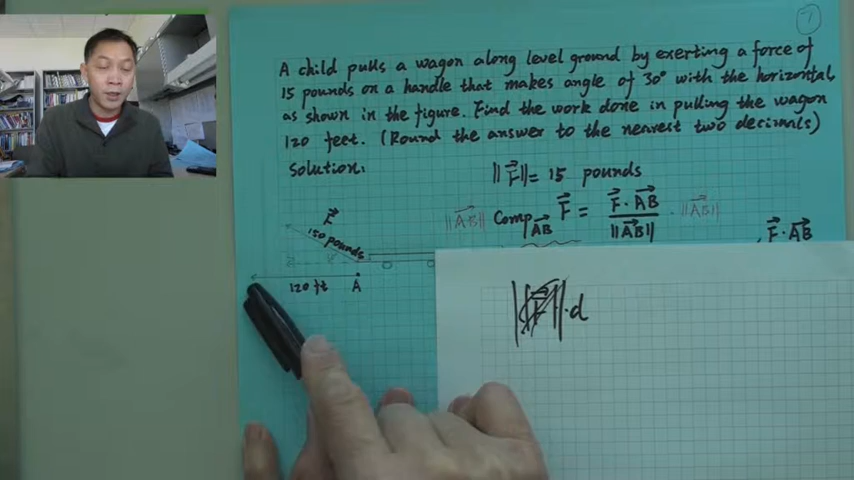 7
A child pulls a wagon along level ground by exerting a force of
15 pounds on a handle that makes angle of 30° with the horizontal
as shown in the figure. Find the work done in pulling the wagon
120 feet. (Round the answer to the nearest two decimals)
Solution:
||F⃗|| = 15 pounds
||AB⃗|| Comp_AB⃗ F⃗ = F⃗ · AB⃗ / ||AB⃗|| · ||AB⃗||
F⃗ · AB⃗
F⃗
150 pounds
120 ft A
· d